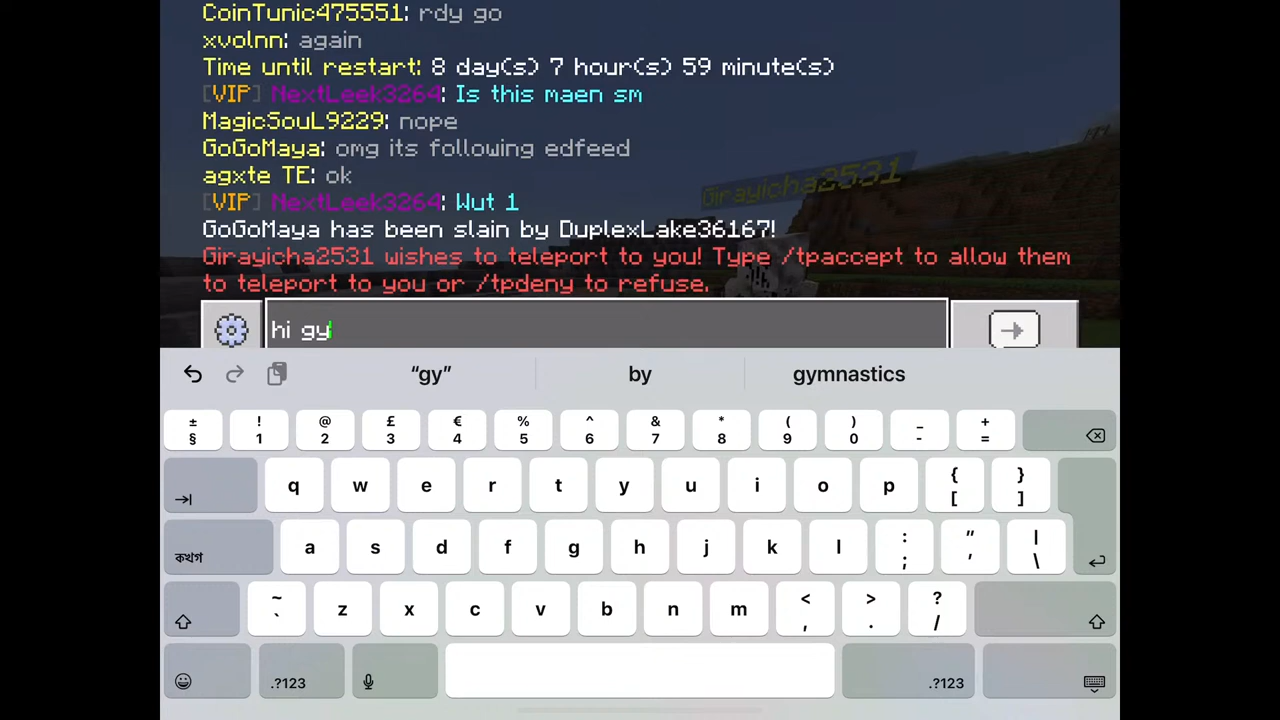 CoinTunic475551: rdy go
xvolnn: again
Time until restart: 8 day(s) 7 hour(s) 59 minute(s)
[VIP] NextLeek3264: Is this maen sm
MagicSouL9229: nope
GoGoMaya: omg its following edfeed
agxte TE: ok
Girayicha2531
[VIP] NextLeek3264: Wut 1
GoGoMaya has been slain by DuplexLake36167!
Girayicha2531 wishes to teleport to you! Type /tpaccept to allow them
to teleport to you or /tpdeny to refuse.
hi gy
“gy” by gymnastics
± ! @ £ € % ^ & * ( ) _ +
§ 1 2 3 4 5 6 7 8 9 0 - =
q w e r t y u i o p { }
[ ]
কখগ a s d f g h j k l : " |
; ' \
~ z x c v b n m < > ?
` , . /
.?123 .?123